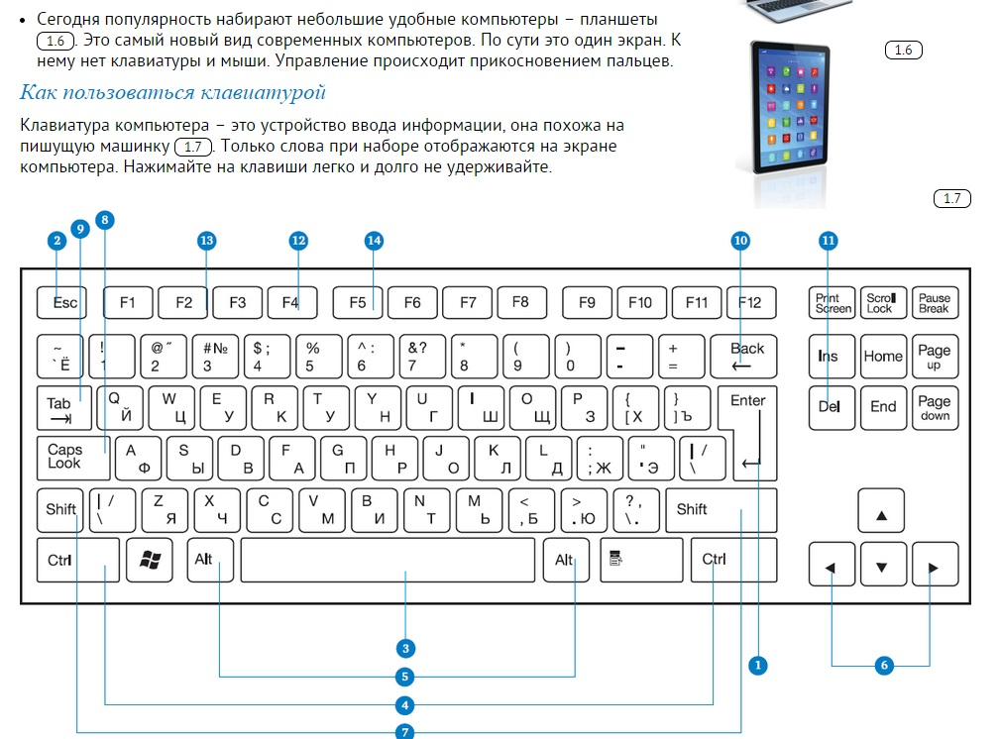 • Сегодня популярность набирают небольшие удобные компьютеры – планшеты
1.6 . Это самый новый вид современных компьютеров. По сути это один экран. К
нему нет клавиатуры и мыши. Управление происходит прикосновением пальцев.
1.6
Как пользоваться клавиатурой
Клавиатура компьютера – это устройство ввода информации, она похожа на
пишущую машинку 1.7 . Только слова при наборе отображаются на экране
компьютера. Нажимайте на клавиши легко и долго не удерживайте.
1.7
2 9 8 13 12 14 10 11
Esc F1 F2 F3 F4 F5 F6 F7 F8 F9 F10 F11 F12 Print Screen Scroll Lock Pause Break
~ ` Ё ! 1 @ " 2 # № 3 $ ; 4 % 5 ^ : 6 & ? 7 * 8 ( 9 ) 0 – - + = Back ← Ins Home Page up
Tab Q Й W Ц E У R К T У Y Н U Г I Ш O Щ P З { [ Х } ] Ъ Enter Del End Page down
Caps Look A Ф S Ы D В F А G П H Р J О K Л L Д : ; Ж " ' Э | / \ ←
Shift | / \ Z Я X Ч C С V М B И N Т M Ь < , Б > . Ю ? , \ . Shift ▲
Ctrl Alt Alt Ctrl ◄ ▼ ►
3
1 6
5
4
7